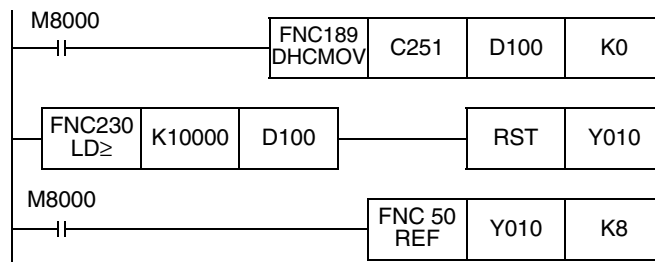 M8000
FNC189
DHCMOV C251 D100 K0
FNC230
LD≥ K10000 D100 RST Y010
M8000
FNC 50
REF Y010 K8